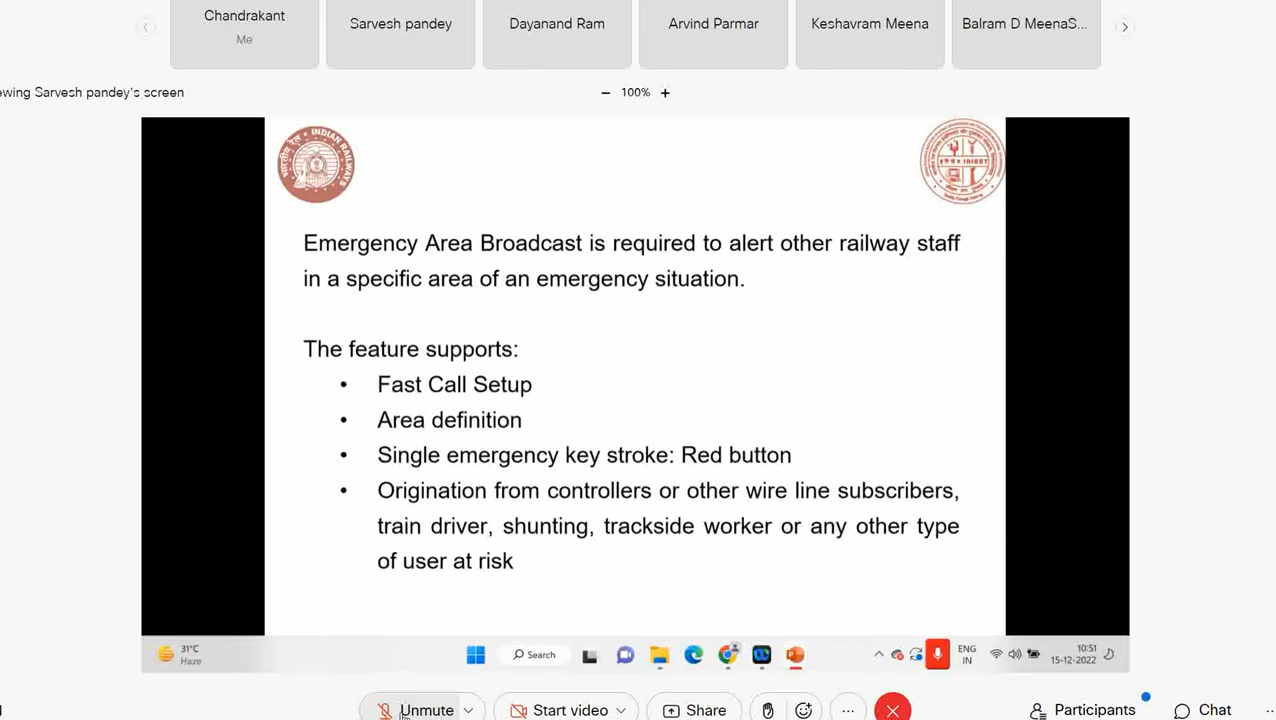 Chandrakant
Me
Sarvesh pandey
Dayanand Ram
Arvind Parmar
Keshavram Meena
Balram D MeenaS...
ewing Sarvesh pandey's screen
100%
INDIAN RAILWAYS
भारतीय रेल
Emergency Area Broadcast is required to alert other railway staff
in a specific area of an emergency situation.
The feature supports:
• Fast Call Setup
• Area definition
• Single emergency key stroke: Red button
• Origination from controllers or other wire line subscribers,
train driver, shunting, trackside worker or any other type
of user at risk
31°C
Haze
Search
ENG
IN
10:51
15-12-2022
Unmute
Start video
Share
Participants
Chat